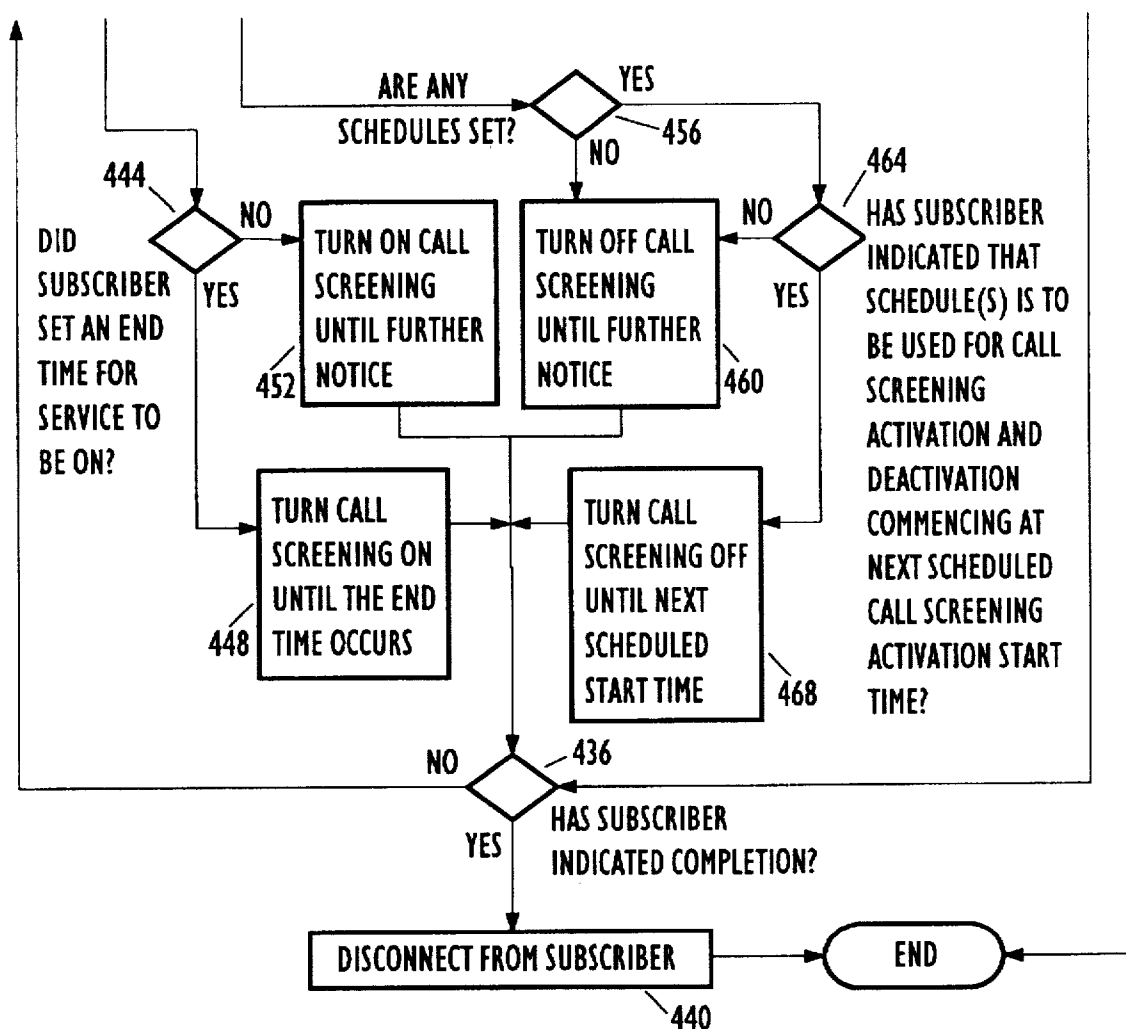 ARE ANY
SCHEDULES SET?
YES
456
NO
444
NO
YES
DID
SUBSCRIBER
SET AN END
TIME FOR
SERVICE TO
BE ON?
TURN ON CALL
SCREENING
UNTIL FURTHER
NOTICE
452
TURN OFF CALL
SCREENING
UNTIL FURTHER
NOTICE
460
464
NO
YES
HAS SUBSCRIBER
INDICATED THAT
SCHEDULE(S) IS TO
BE USED FOR CALL
SCREENING
ACTIVATION AND
DEACTIVATION
COMMENCING AT
NEXT SCHEDULED
CALL SCREENING
ACTIVATION START
TIME?
TURN CALL
SCREENING ON
UNTIL THE END
TIME OCCURS
448
TURN CALL
SCREENING OFF
UNTIL NEXT
SCHEDULED
START TIME
468
NO
436
YES
HAS SUBSCRIBER
INDICATED COMPLETION?
DISCONNECT FROM SUBSCRIBER
440
END